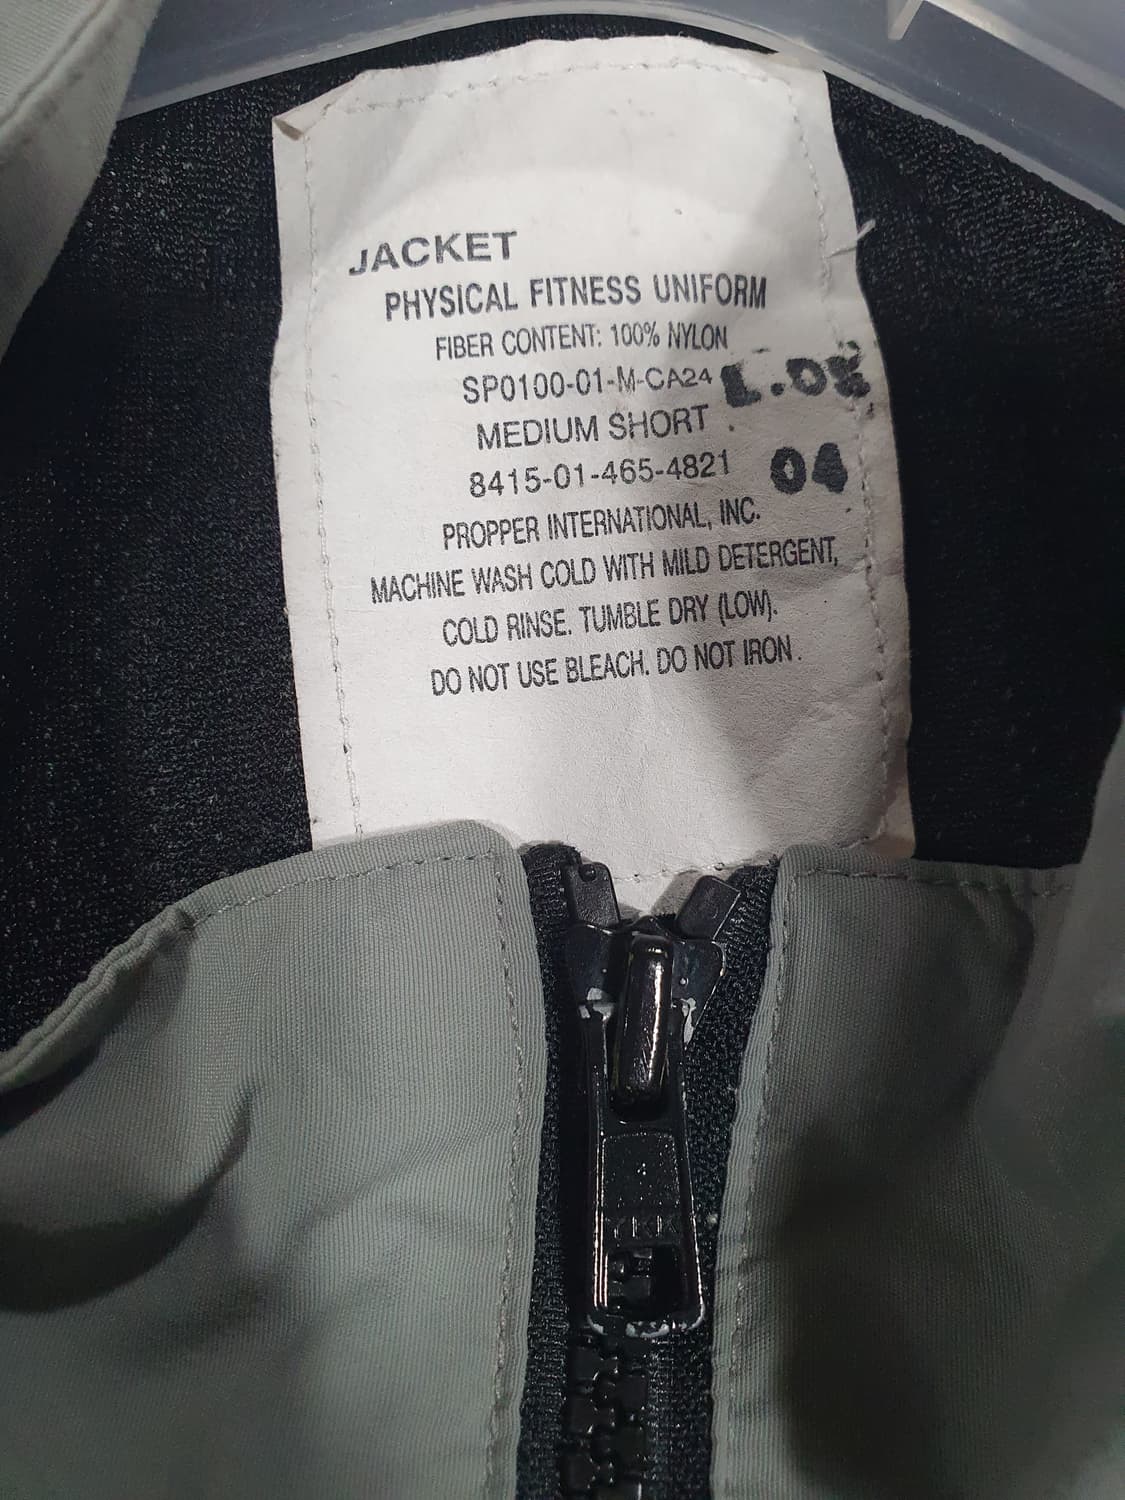 JACKET
PHYSICAL FITNESS UNIFORM
FIBER CONTENT: 100% NYLON
SP0100-01-M-CA24
MEDIUM SHORT
8415-01-465-4821 04
PROPPER INTERNATIONAL, INC.
MACHINE WASH COLD WITH MILD DETERGENT,
COLD RINSE. TUMBLE DRY (LOW).
DO NOT USE BLEACH. DO NOT IRON.
YKK